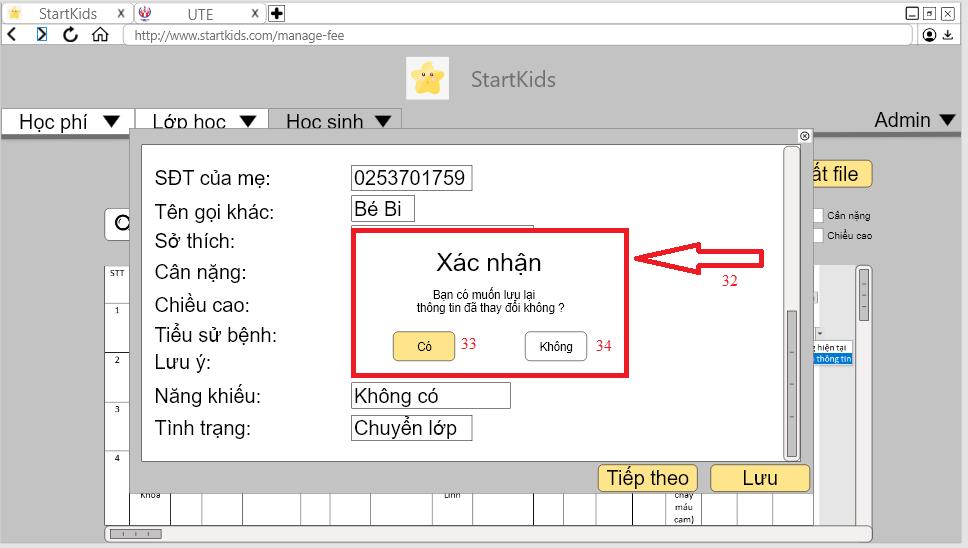 StartKids X UTE X
http://www.startkids.com/manage-fee
StartKids
Học phí Lớp học Học sinh Admin
ất file
Cân nặng
Chiều cao
SĐT của mẹ: 0253701759
Tên gọi khác: Bé Bi
Sở thích:
Cân nặng:
Chiều cao:
Tiểu sử bệnh:
Lưu ý:
Năng khiếu: Không có
Tình trạng: Chuyển lớp
Xác nhận
Bạn có muốn lưu lại
thông tin đã thay đổi không ?
Có 33 Không 34
32
STT
1
2
3
4
hiện tại
thông tin
Tiếp theo Lưu
Khoa Linh chảy
máu
cam)